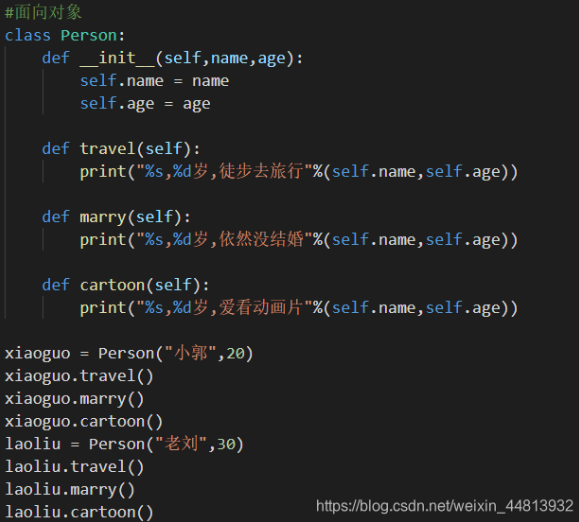 #面向对象
class Person:
    def __init__(self,name,age):
        self.name = name
        self.age = age
    def travel(self):
        print("%s,%d岁,徒步去旅行"%(self.name,self.age))
    def marry(self):
        print("%s,%d岁,依然没结婚"%(self.name,self.age))
    def cartoon(self):
        print("%s,%d岁,爱看动画片"%(self.name,self.age))
xiaoguo = Person("小郭",20)
xiaoguo.travel()
xiaoguo.marry()
xiaoguo.cartoon()
laoliu = Person("老刘",30)
laoliu.travel()
laoliu.marry()
laoliu.cartoon()
https://blog.csdn.net/weixin_44813932